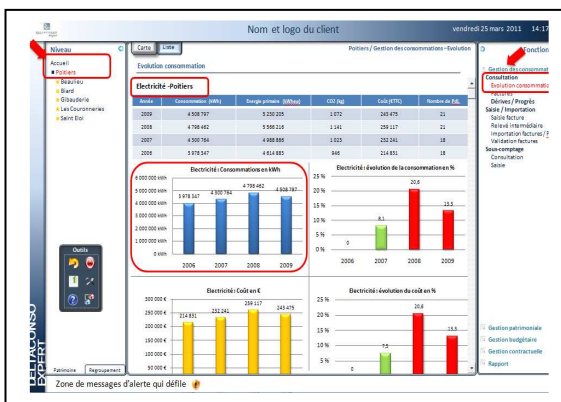 DELTACONSO EXPERT
Nom et logo du client
vendredi 25 mars 2011 14:17
Niveau
Accueil
Poitiers
Beaulieu
Biard
Gibauderie
Les Couronneries
Saint Eloi
Outils
Patrimoine Regroupement
Carte Liste
Poitiers / Gestion des consommations – Evolution
Evolution consommation
Electricité -Poitiers
Année Consommation (kWh) Energie primaire (kWhep) CO2 (kg) Coût (€TTC) Nombre de PdL
2009 4 508 797 5 230 205 1 072 243 475 21
2008 4 798 462 5 566 216 1 141 259 117 21
2007 4 500 764 4 988 886 1 023 232 241 18
2006 3 978 347 4 614 883 946 214 831 18
Electricité : Consommations en kWh
6 000 000 kWh
5 000 000 kWh
4 000 000 kWh
3 000 000 kWh
2 000 000 kWh
1 000 000 kWh
0 kWh
3 978 347 4 500 764 4 798 462 4 508 797
2006 2007 2008 2009
Electricité : évolution de la consommation en %
25 %
20 %
15 %
10 %
5 %
0 %
0 8,1 20,6 13,3
2006 2007 2008 2009
Electricité : Coût en €
300 000 €
250 000 €
200 000 €
150 000 €
100 000 €
50 000 €
214 831 232 241 259 117 243 475
Electricité : évolution du coût en %
25 %
20 %
15 %
10 %
5 %
0 7,5 20,6 13,3
Fonction
Gestion des consommat
Consultation
Evolution consommation
Factures
Dérives / Progrès
Saisie / Importation
Saisie facture
Relevé intermédiaire
Importation factures / F
Validation factures
Sous-comptage
Consultation
Saisie
Gestion patrimoniale
Gestion budgétaire
Gestion contractuelle
Rapport
Zone de messages d'alerte qui défile